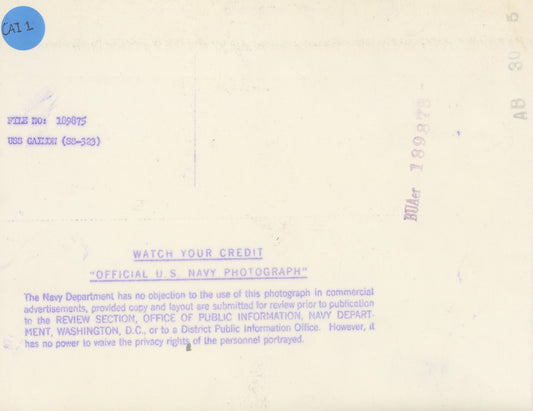 CAI 1
FILE NO: 189875
USS CAIMAN (SS-323)
BUAer 189873
AB 30 5
WATCH YOUR CREDIT
"OFFICIAL U.S. NAVY PHOTOGRAPH"
The Navy Department has no objection to the use of this photograph in commercial
advertisements, provided copy and layout are submitted for review prior to publication
to the REVIEW SECTION, OFFICE OF PUBLIC INFORMATION, NAVY DEPART-
MENT, WASHINGTON, D.C., or to a District Public Information Office. However, it
has no power to waive the privacy rights of the personnel portrayed.